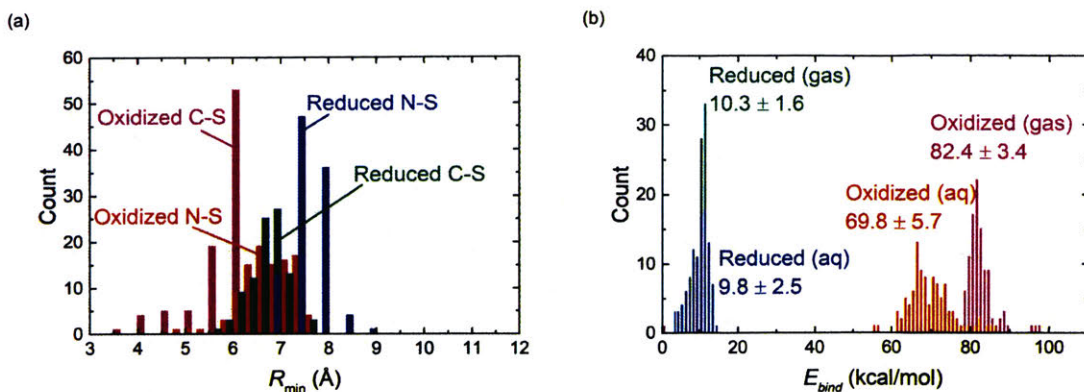 (a)
60
50
40
30
20
10
0
Count
Oxidized C-S
Reduced N-S
Reduced C-S
Oxidized N-S
3 4 5 6 7 8 9 10 11 12
Rmin (Å)
(b)
40
30
20
10
0
Count
Reduced (gas)
10.3 ± 1.6
Oxidized (gas)
82.4 ± 3.4
Oxidized (aq)
69.8 ± 5.7
Reduced (aq)
9.8 ± 2.5
0 20 40 60 80 100
Ebind (kcal/mol)